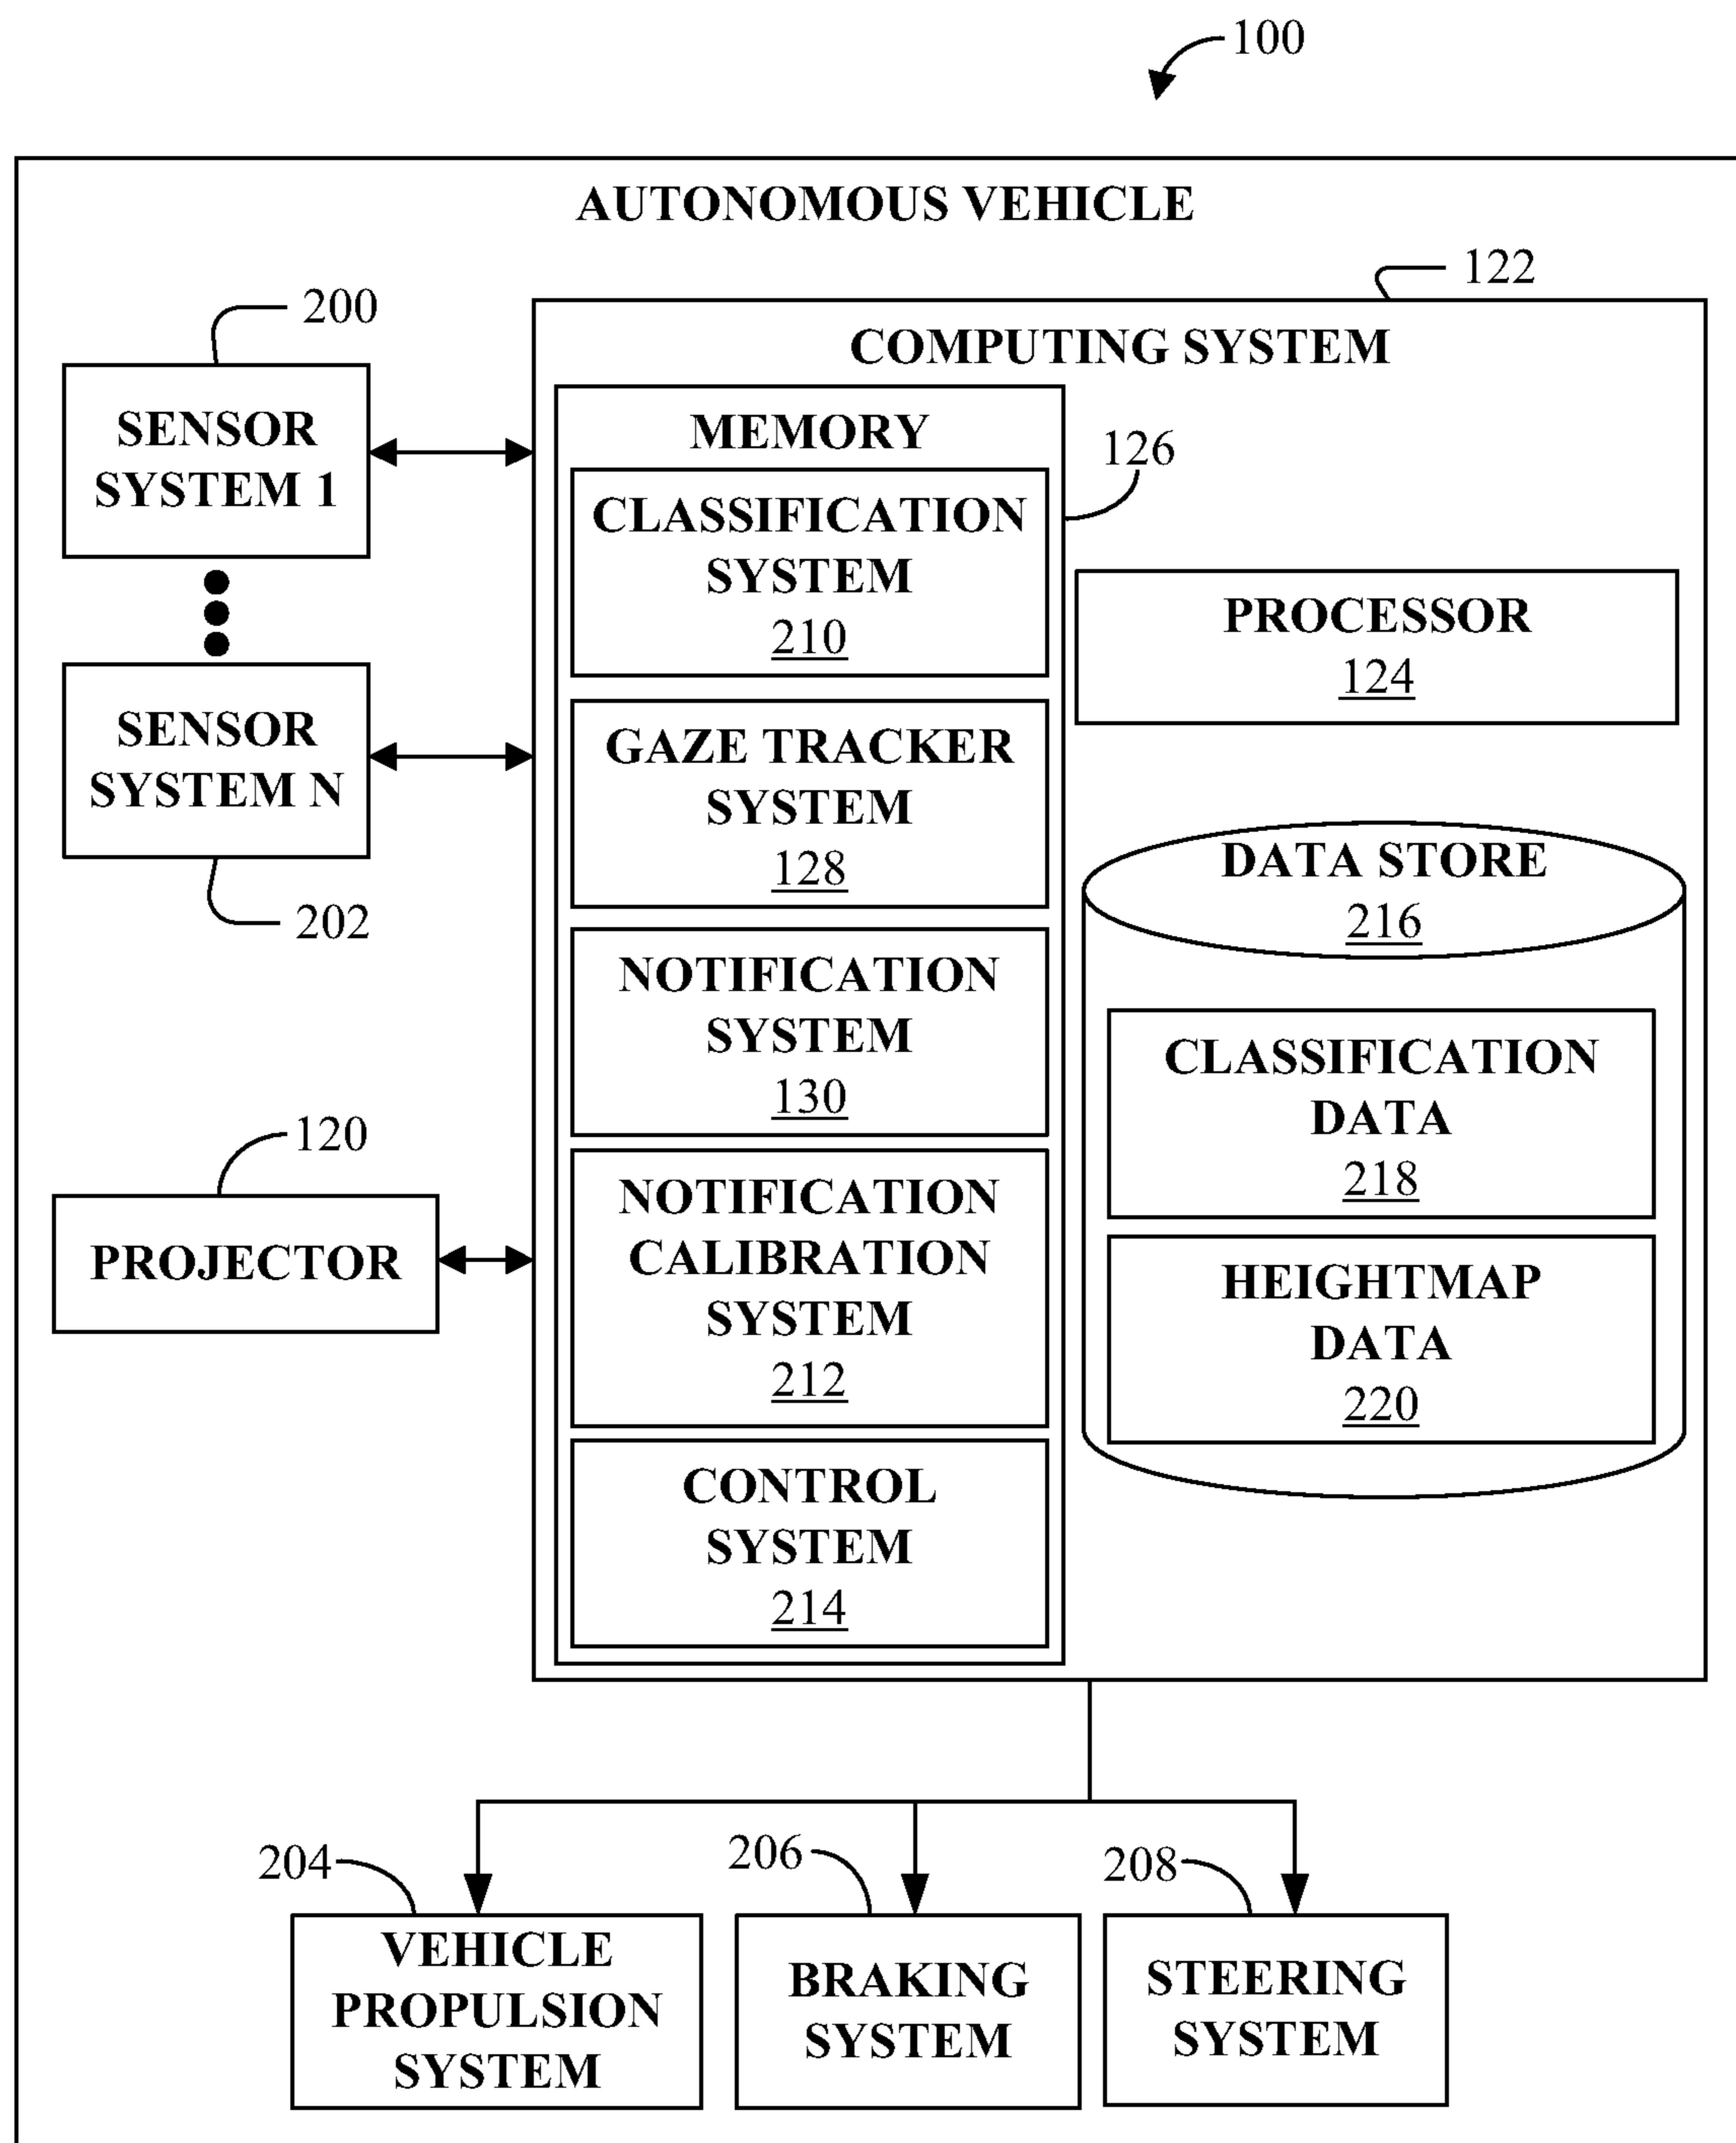 100
AUTONOMOUS VEHICLE
122
200
COMPUTING SYSTEM
SENSOR
SYSTEM 1
MEMORY
126
CLASSIFICATION
SYSTEM
210
PROCESSOR
124
SENSOR
SYSTEM N
202
GAZE TRACKER
SYSTEM
128
DATA STORE
216
NOTIFICATION
SYSTEM
130
CLASSIFICATION
DATA
218
120
PROJECTOR
NOTIFICATION
CALIBRATION
SYSTEM
212
HEIGHTMAP
DATA
220
CONTROL
SYSTEM
214
204
206
208
VEHICLE
PROPULSION
SYSTEM
BRAKING
SYSTEM
STEERING
SYSTEM